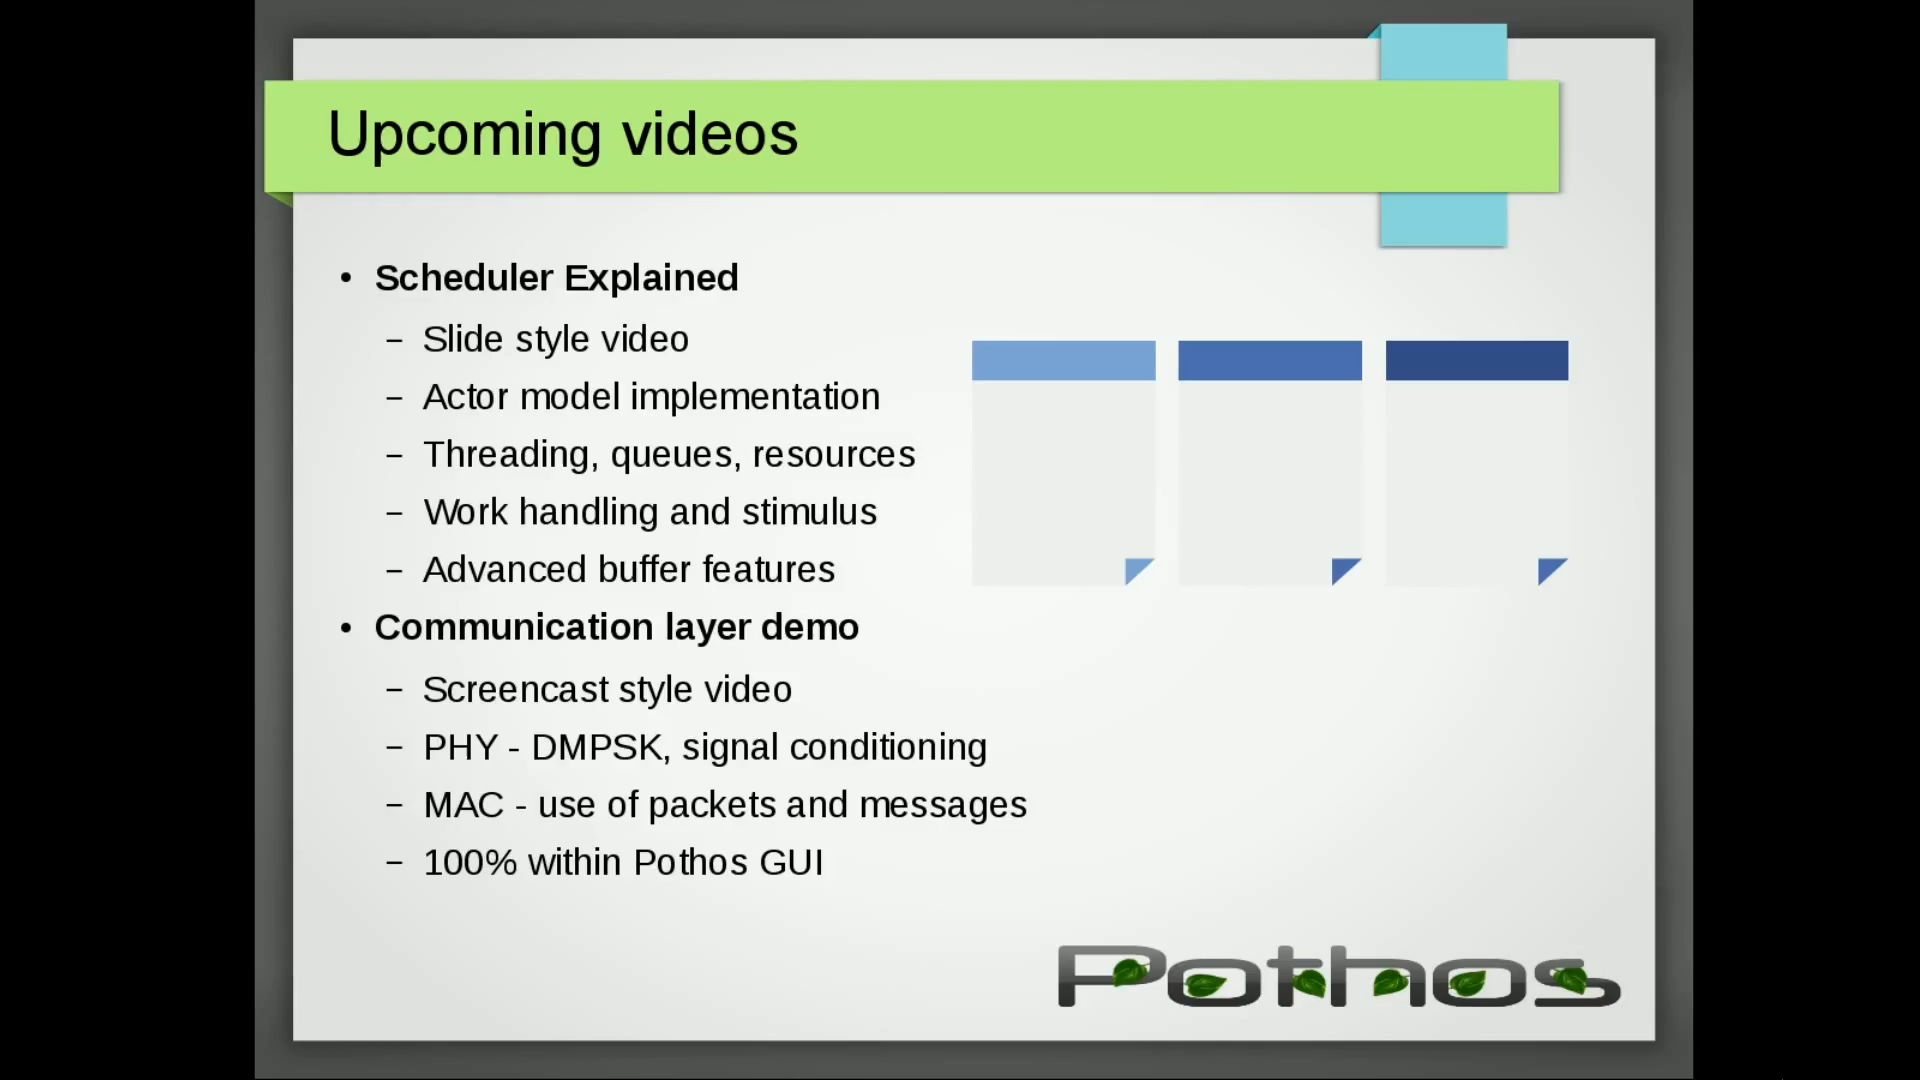 Upcoming videos
• Scheduler Explained
– Slide style video
– Actor model implementation
– Threading, queues, resources
– Work handling and stimulus
– Advanced buffer features
• Communication layer demo
– Screencast style video
– PHY - DMPSK, signal conditioning
– MAC - use of packets and messages
– 100% within Pothos GUI
Pothos